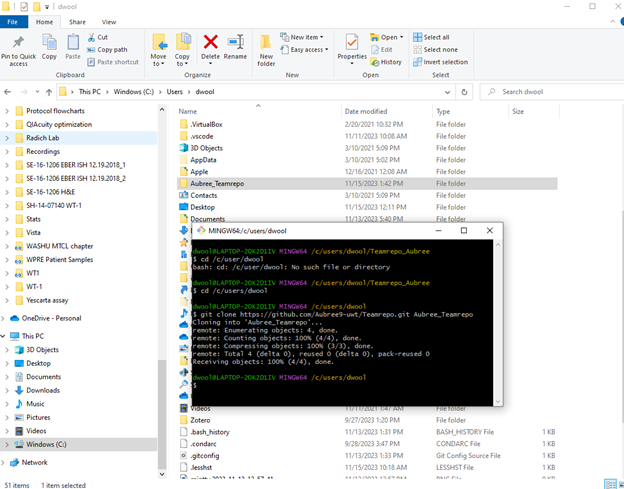 dwool
File
Home
Share
View
Pin to Quick access
Copy
Paste
Cut
Copy path
Paste shortcut
Clipboard
Move to
Copy to
Delete
Rename
Organize
New folder
New item
Easy access
New
Properties
Open
Edit
History
Open
Select all
Select none
Invert selection
Select
This PC > Windows (C:) > Users > dwool
Search dwool
Protocol flowcharts
QIAcuity optimization
Radich Lab
Recordings
SE-16-1206 EBER ISH 12.19.2018_1
SE-16-1206 EBER ISH 12.19.2018_2
SE-16-1206 H&E
SH-14-07140 WT-1
Stats
Vista
WASHU MTCL chapter
WPRE Patient Samples
WT1
WT-1
Yescarta assay
OneDrive - Personal
This PC
3D Objects
Desktop
Documents
Downloads
Music
Pictures
Videos
Windows (C:)
Network
Name Date modified Type Size
.VirtualBox 2/20/2021 10:32 PM File folder
.vscode 11/11/2023 10:08 AM File folder
3D Objects 3/10/2021 5:09 PM File folder
AppData 3/10/2021 5:02 PM File folder
Apple 12/16/2021 12:08 AM File folder
Aubree_Teamrepo 11/15/2023 1:42 PM File folder
Contacts 3/10/2021 5:09 PM File folder
Desktop 11/15/2023 12:11 PM File folder
Documents 11/13/2023 5:40 PM File folder
MINGW64:/c/users/dwool
dwool@LAPTOP-2OK2D1IV MINGW64 /c/users/dwool/Teamrepo_Aubree
$ cd /c/user/dwool
bash: cd: /c/user/dwool: No such file or directory
dwool@LAPTOP-2OK2D1IV MINGW64 /c/users/dwool/Teamrepo_Aubree
$ cd /c/users/dwool
dwool@LAPTOP-2OK2D1IV MINGW64 /c/users/dwool
$ git clone https://github.com/Aubree9-uwt/Teamrepo.git Aubree_Teamrepo
Cloning into 'Aubree_Teamrepo'...
remote: Enumerating objects: 4, done.
remote: Counting objects: 100% (4/4), done.
remote: Compressing objects: 100% (3/3), done.
remote: Total 4 (delta 0), reused 0 (delta 0), pack-reused 0
Receiving objects: 100% (4/4), done.
dwool@LAPTOP-2OK2D1IV MINGW64 /c/users/dwool
$
Videos 11/11/2021 1:47 AM File folder
Zotero 9/27/2023 1:20 PM File folder
.bash_history 11/13/2023 1:31 PM BASH_HISTORY File 1 KB
.condarc 9/28/2023 3:47 PM CONDARC File 1 KB
.gitconfig 11/13/2023 1:33 PM Git Config Source File 1 KB
.lesshst 11/15/2023 10:18 AM LESSHST File 1 KB
51 items 1 item selected